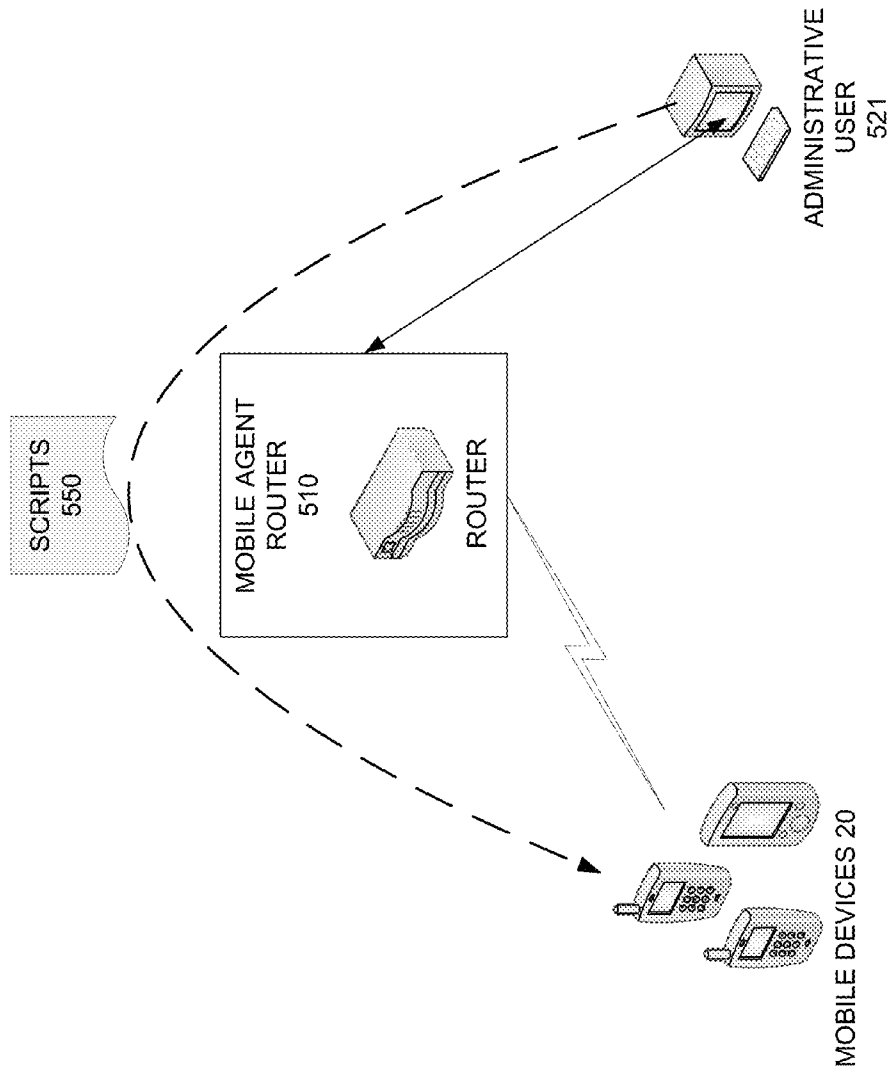 SCRIPTS
550
MOBILE AGENT
ROUTER
510
ROUTER
MOBILE DEVICES 20
ADMINISTRATIVE
USER
521